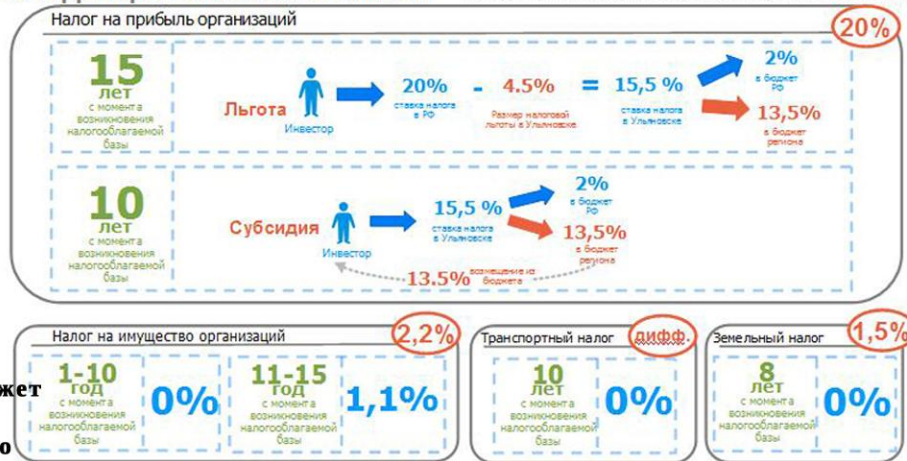 Налог на прибыль организаций
20%
15
лет
с момента
возникновения
налогооблагаемой
базы
Льгота
Инвестор
20%
ставка налога
в РФ
-
4.5%
Размер налоговой
льготы в Ульяновске
=
15,5 %
ставка налога
в Ульяновске
2%
в бюджет
РФ
13,5%
в бюджет
региона
10
лет
с момента
возникновения
налогооблагаемой
базы
Субсидия
Инвестор
15,5 %
ставка налога
в Ульяновске
2%
в бюджет
РФ
13,5%
в бюджет
региона
13.5% возмещение из
бюджета
Налог на имущество организаций
2,2%
1-10
год
с момента
возникновения
налогооблагаемой
базы
0%
11-15
год
с момента
возникновения
налогооблагаемой
базы
1,1%
Транспортный налог
дифф.
10
лет
с момента
возникновения
налогооблагаемой
базы
0%
Земельный налог
1,5%
8
лет
с момента
возникновения
налогооблагаемой
базы
0%
жет
о